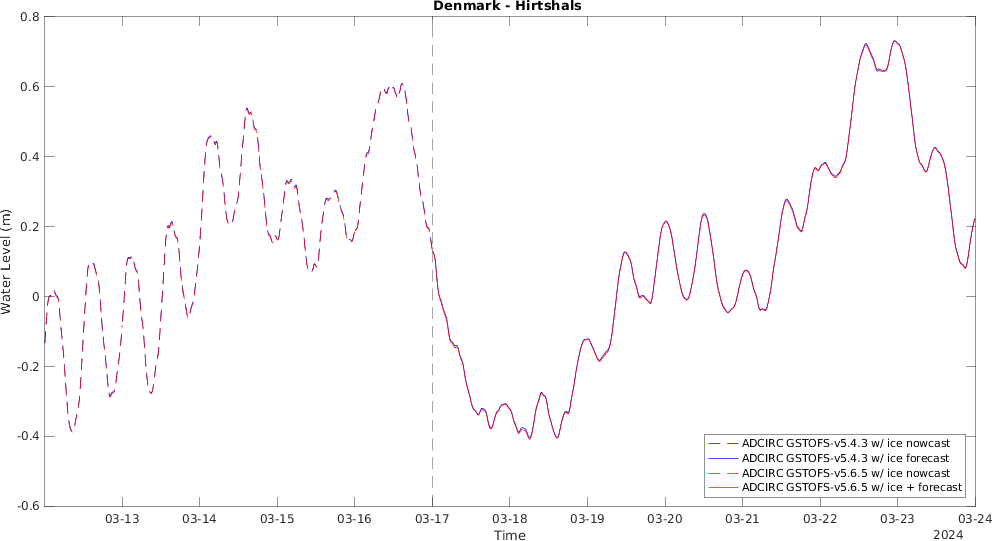 Denmark - Hirtshals
0.8
0.6
0.4
0.2
0
-0.2
-0.4
-0.6
Water Level (m)
ADCIRC GSTOFS-v5.4.3 w/ ice nowcast
ADCIRC GSTOFS-v5.4.3 w/ ice forecast
ADCIRC GSTOFS-v5.6.5 w/ ice nowcast
ADCIRC GSTOFS-v5.6.5 w/ ice + forecast
03-13 03-14 03-15 03-16 03-17 03-18 03-19 03-20 03-21 03-22 03-23 03-24
Time
2024